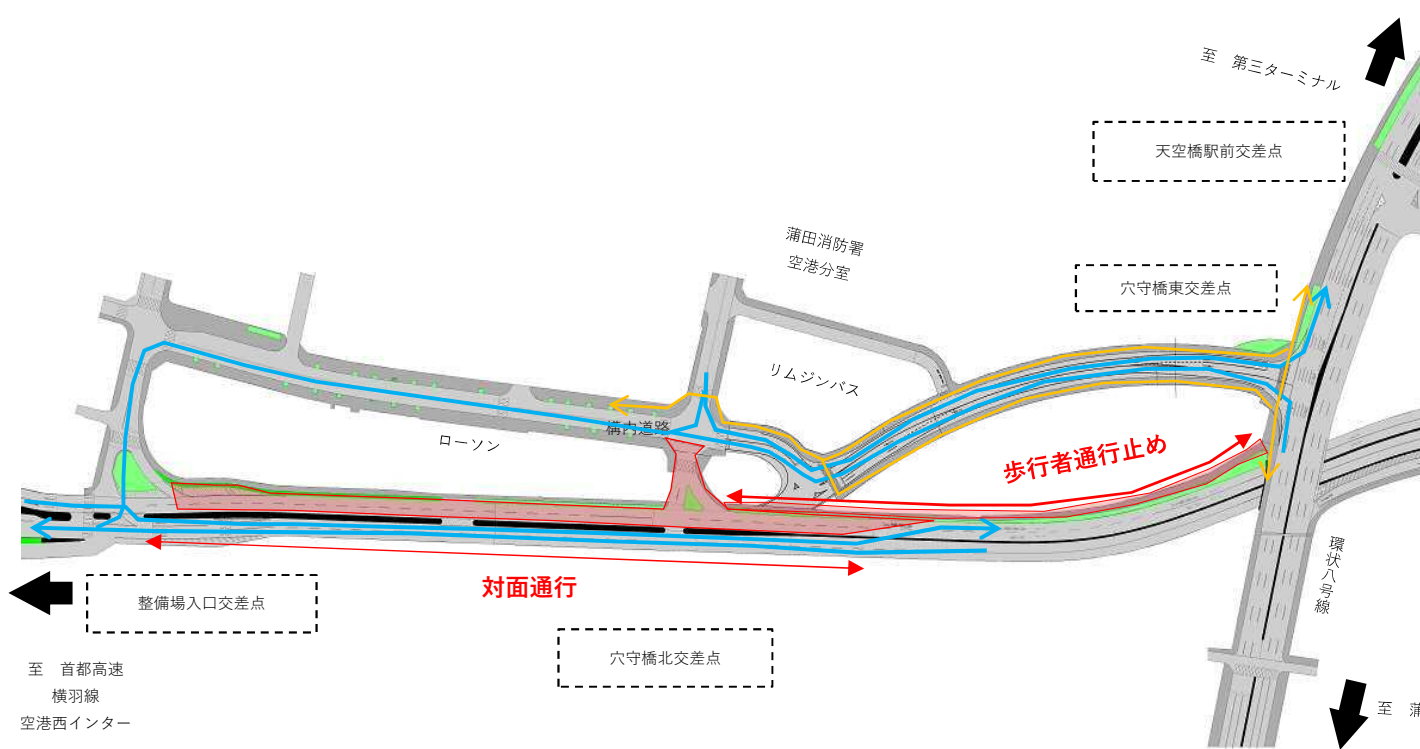 至　第三ターミナル
天空橋駅前交差点
蒲田消防署
空港分室
穴守橋東交差点
リムジンバス
構内道路
ローソン
歩行者通行止め
対面通行
環状八号線
整備場入口交差点
穴守橋北交差点
至　首都高速
横羽線
空港西インター
至　蒲